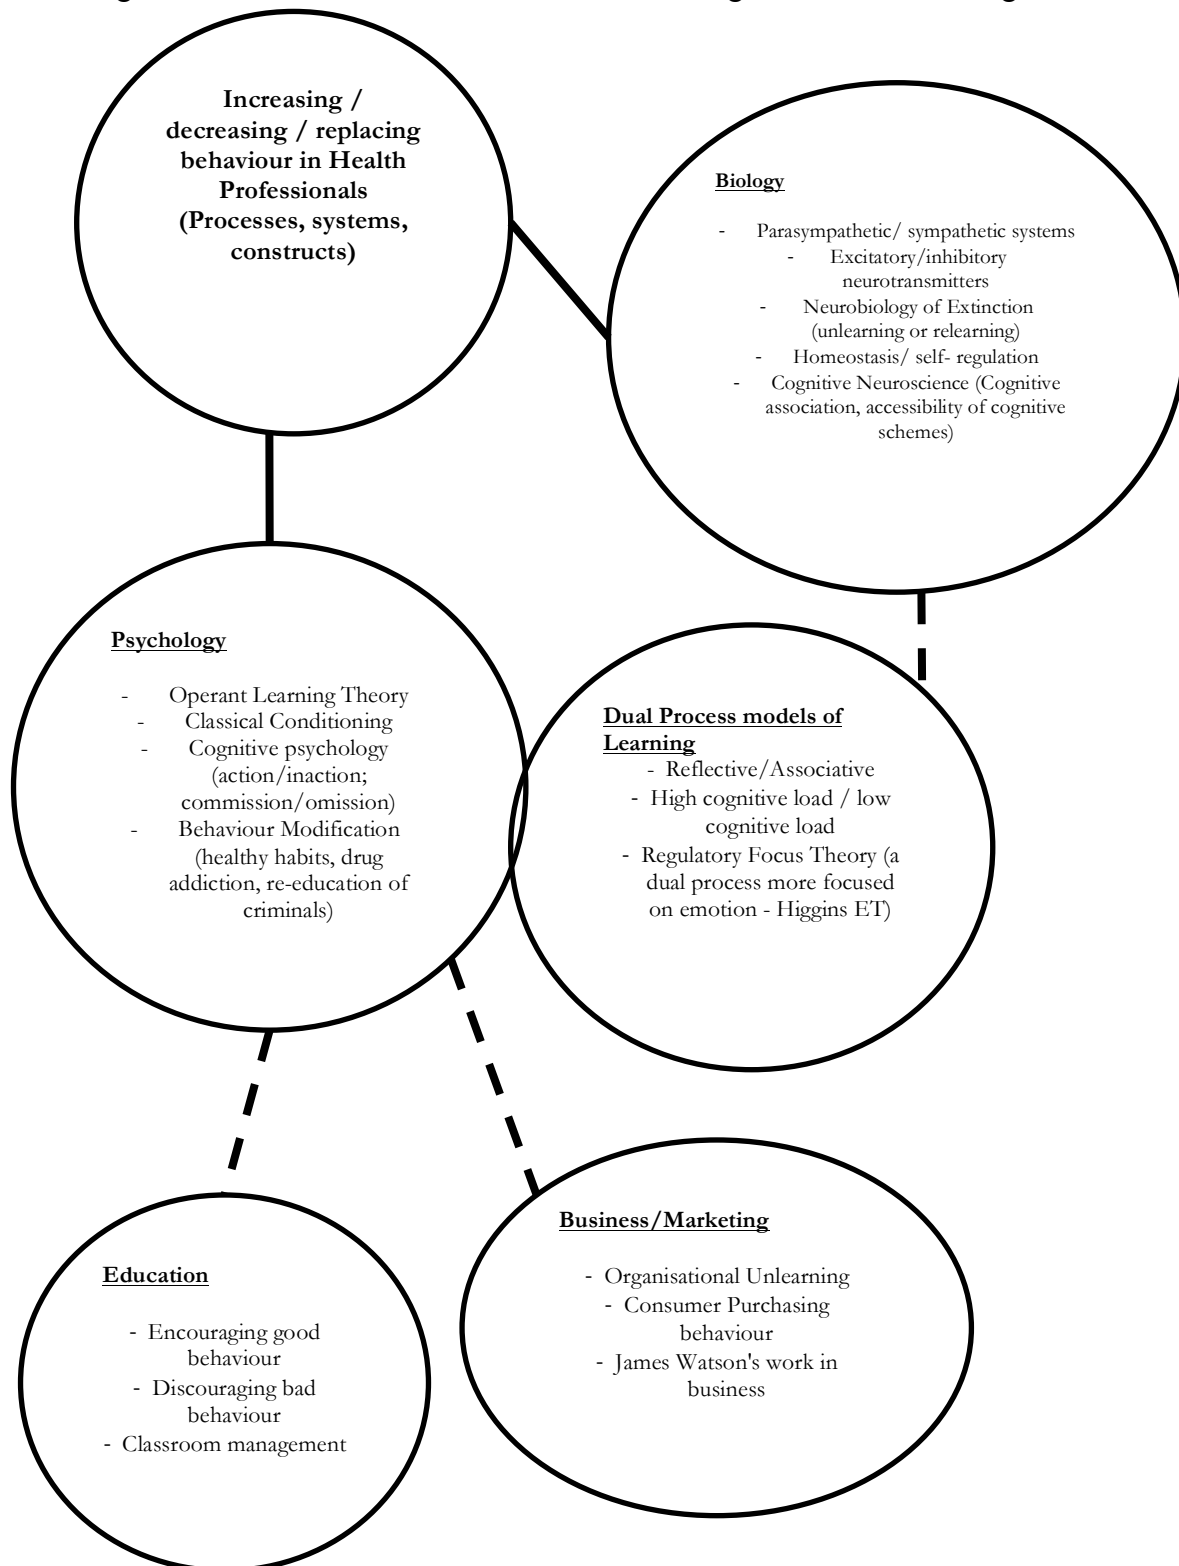 Increasing /
decreasing / replacing
behaviour in Health
Professionals
(Processes, systems,
constructs)
Biology
- Parasympathetic/ sympathetic systems
- Excitatory/inhibitory
neurotransmitters
- Neurobiology of Extinction
(unlearning or relearning)
- Homeostasis/ self- regulation
- Cognitive Neuroscience (Cognitive
association, accessibility of cognitive
schemes)
Psychology
- Operant Learning Theory
- Classical Conditioning
- Cognitive psychology
(action/inaction;
commission/omission)
- Behaviour Modification
(healthy habits, drug
addiction, re-education of
criminals)
Dual Process models of
Learning
- Reflective/Associative
- High cognitive load / low
cognitive load
- Regulatory Focus Theory (a
dual process more focused
on emotion - Higgins ET)
Education
- Encouraging good
behaviour
- Discouraging bad
behaviour
- Classroom management
Business/Marketing
- Organisational Unlearning
- Consumer Purchasing
behaviour
- James Watson's work in
business